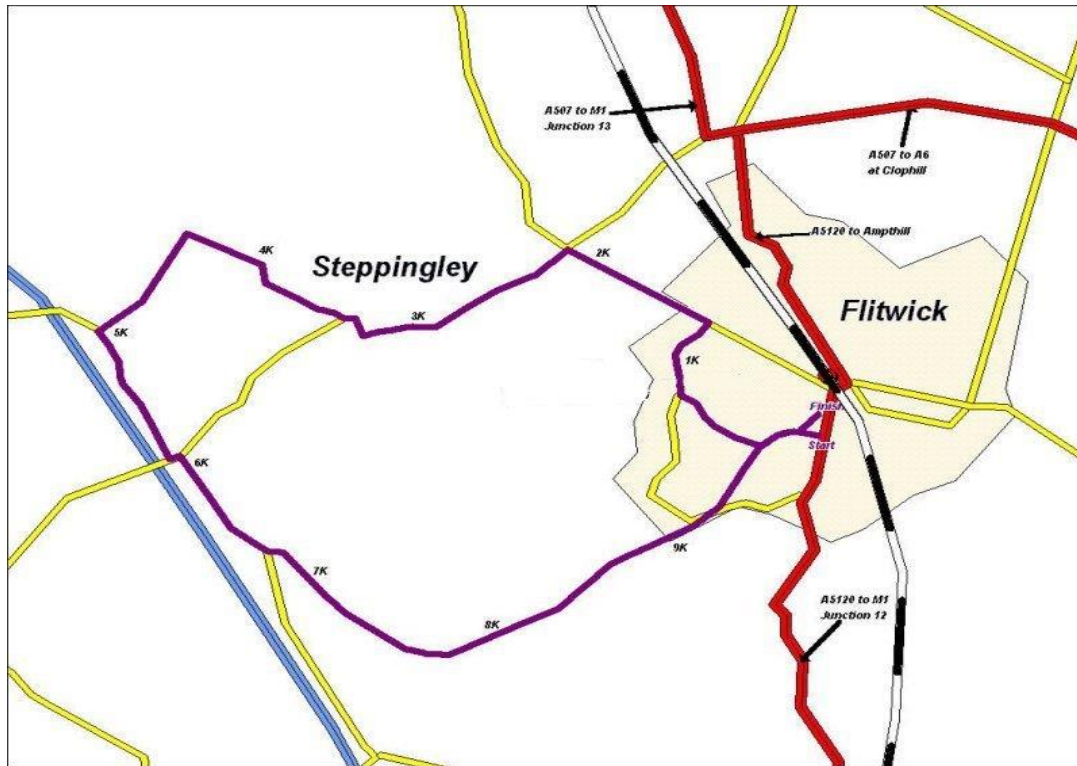 A507 to M1
Junction 13
A507 to A6
at Clophill
A5120 to Ampthill
2K
4K
Steppingley
Flitwick
3K
5K
1K
Finish
Start
6K
9K
7K
A5120 to M1
Junction 12
8K